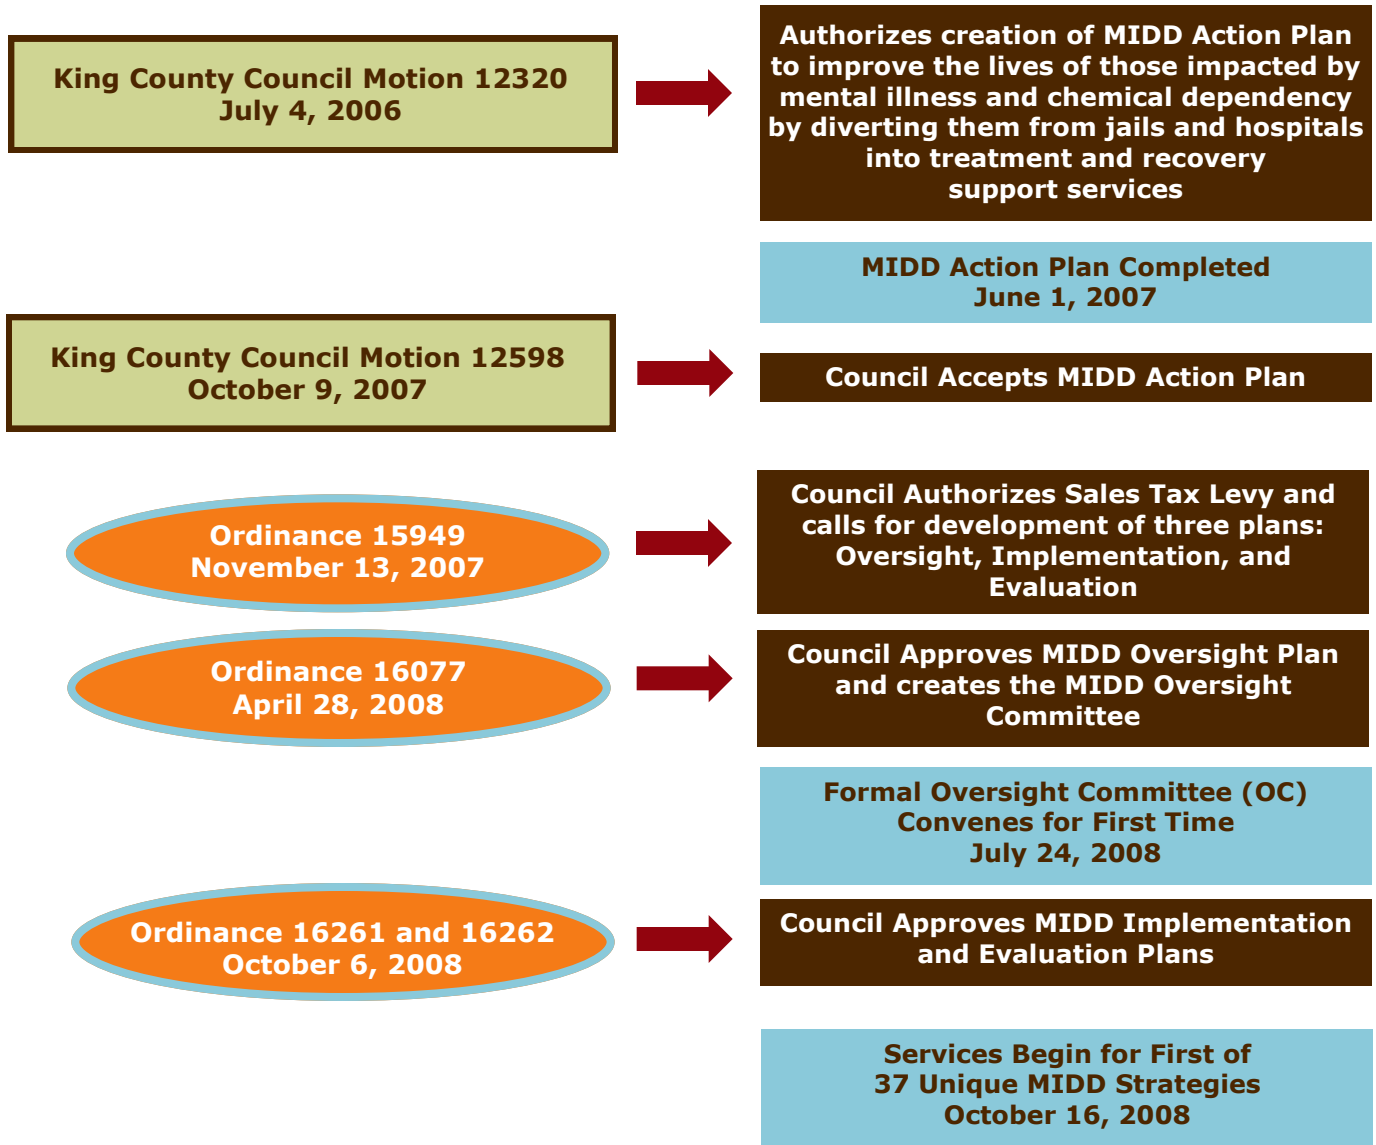 King County Council Motion 12320
July 4, 2006
Authorizes creation of MIDD Action Plan
to improve the lives of those impacted by
mental illness and chemical dependency
by diverting them from jails and hospitals
into treatment and recovery
support services
MIDD Action Plan Completed
June 1, 2007
King County Council Motion 12598
October 9, 2007
Council Accepts MIDD Action Plan
Ordinance 15949
November 13, 2007
Council Authorizes Sales Tax Levy and
calls for development of three plans:
Oversight, Implementation, and
Evaluation
Ordinance 16077
April 28, 2008
Council Approves MIDD Oversight Plan
and creates the MIDD Oversight
Committee
Formal Oversight Committee (OC)
Convenes for First Time
July 24, 2008
Ordinance 16261 and 16262
October 6, 2008
Council Approves MIDD Implementation
and Evaluation Plans
Services Begin for First of
37 Unique MIDD Strategies
October 16, 2008